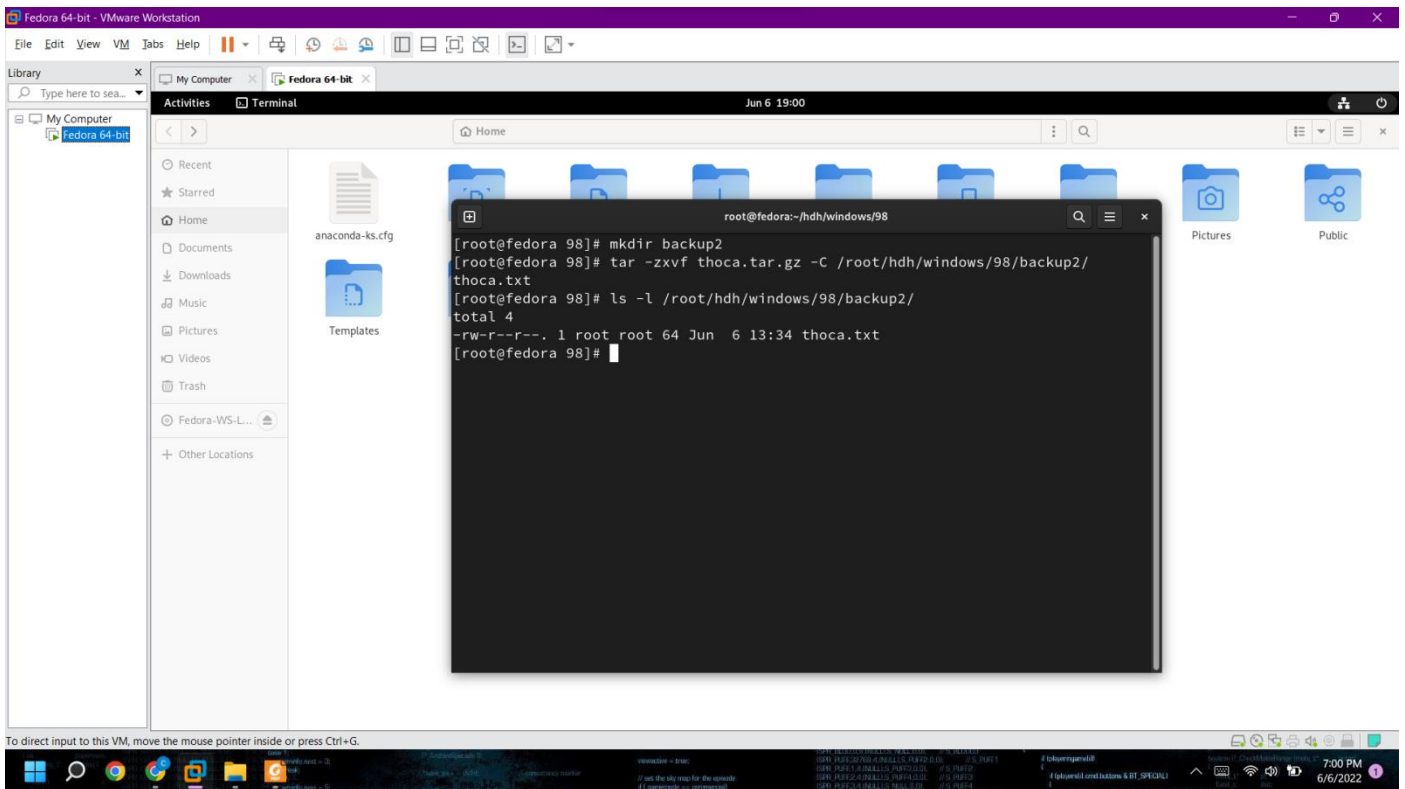 Fedora 64-bit - VMware Workstation
File Edit View VM Tabs Help
Library
My Computer
Fedora 64-bit
Type here to sea...
Activities Terminal Jun 6 19:00
My Computer
Fedora 64-bit
Home
Recent
Starred
Home
Documents
Downloads
Music
Pictures
Videos
Trash
Fedora-WS-L...
Other Locations
anaconda-ks.cfg
Templates
Pictures
Public
root@fedora:~/hdh/windows/98
[root@fedora 98]# mkdir backup2
[root@fedora 98]# tar -zxvf thoca.tar.gz -C /root/hdh/windows/98/backup2/
thoca.txt
[root@fedora 98]# ls -l /root/hdh/windows/98/backup2/
total 4
-rw-r--r--. 1 root root 64 Jun  6 13:34 thoca.txt
[root@fedora 98]#
To direct input to this VM, move the mouse pointer inside or press Ctrl+G.
7:00 PM
6/6/2022
1